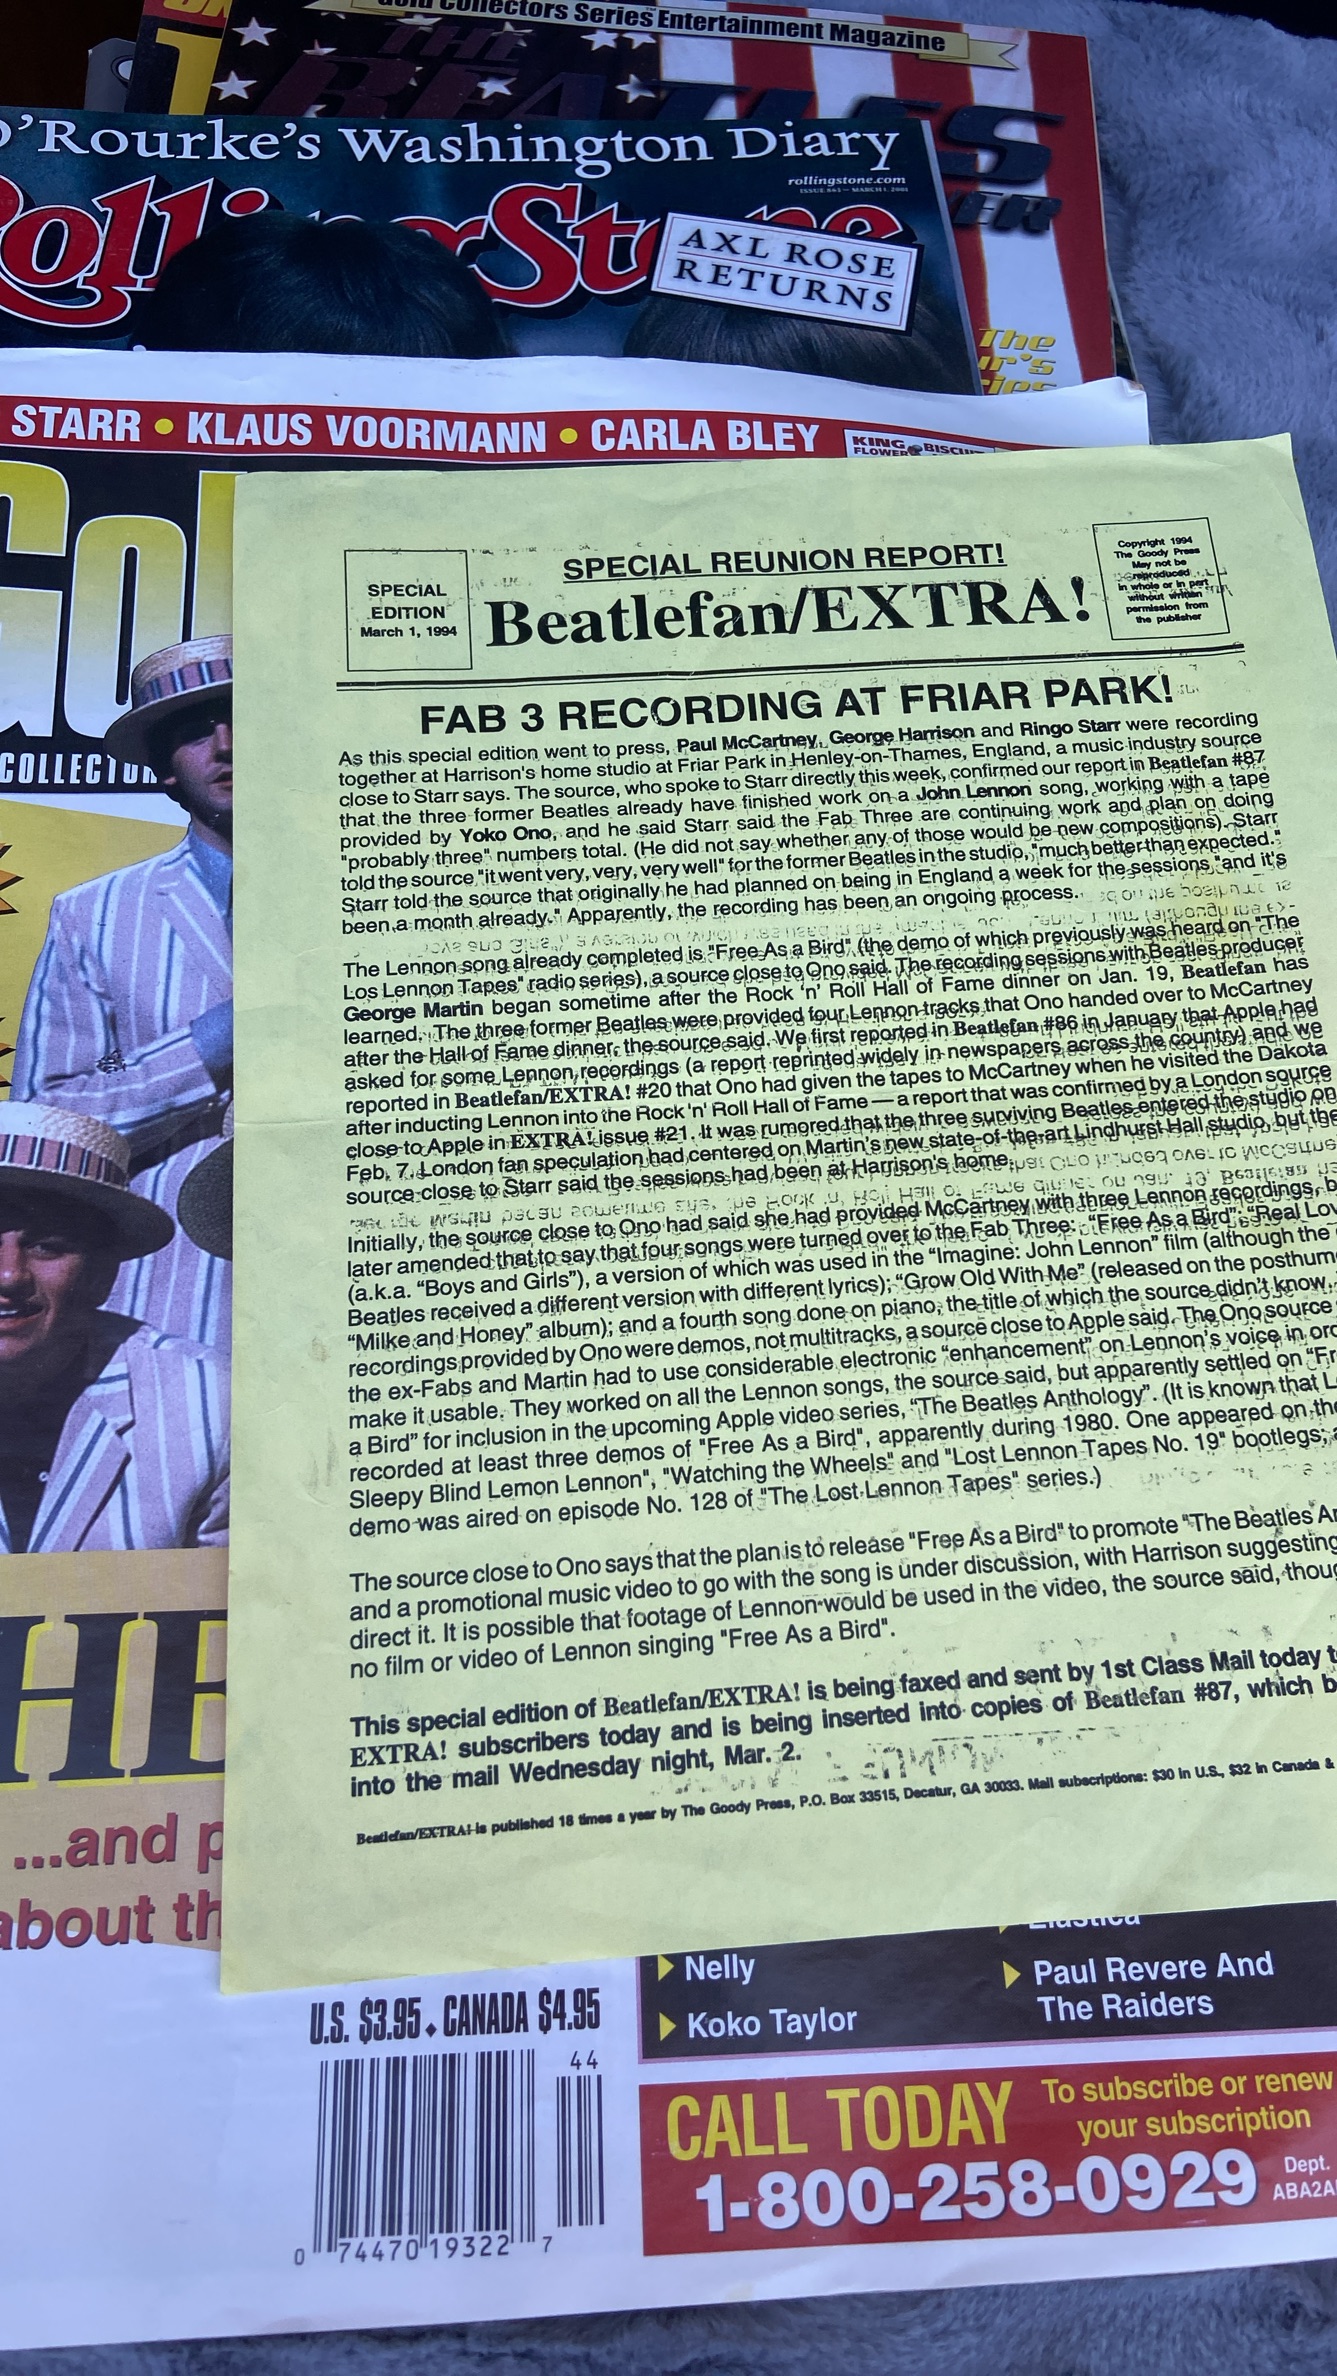 Gold Collectors Series Entertainment Magazine
THE
BEATLES
The
O'Rourke's Washington Diary
rollingstone.com
ISSUE 863 — MARCH 1, 2001
Rolling Stone
AXL ROSE
RETURNS
STARR • KLAUS VOORMANN • CARLA BLEY
KING BISCUIT
FLOWER
Gol
COLLECTOR
SPECIAL
EDITION
March 1, 1994
SPECIAL REUNION REPORT!
Beatlefan/EXTRA!
Copyright 1994
The Goody Press
May not be
reproduced
in whole or in part
without written
permission from
the publisher
FAB 3 RECORDING AT FRIAR PARK!
As this special edition went to press, Paul McCartney, George Harrison and Ringo Starr were recording
together at Harrison's home studio at Friar Park in Henley-on-Thames, England, a music industry source
close to Starr says. The source, who spoke to Starr directly this week, confirmed our report in Beatlefan #87
that the three former Beatles already have finished work on a John Lennon song, working with a tape
provided by Yoko Ono, and he said Starr said the Fab Three are continuing work and plan on doing
"probably three" numbers total. (He did not say whether any of those would be new compositions). Starr
told the source "it went very, very, very well" for the former Beatles in the studio, "much better than expected."
Starr told the source that originally he had planned on being in England a week for the sessions "and it's
been a month already." Apparently, the recording has been an ongoing process.
The Lennon song already completed is "Free As a Bird" (the demo of which previously was heard on "The
Los Lennon Tapes" radio series), a source close to Ono said. The recording sessions with Beatles producer
George Martin began sometime after the Rock 'n' Roll Hall of Fame dinner on Jan. 19, Beatlefan has
learned. The three former Beatles were provided four Lennon tracks that Ono handed over to McCartney
after the Hall of Fame dinner, the source said. We first reported in Beatlefan #86 in January that Apple had
asked for some Lennon recordings (a report reprinted widely in newspapers across the country) and we
reported in Beatlefan/EXTRA! #20 that Ono had given the tapes to McCartney when he visited the Dakota
after inducting Lennon into the Rock 'n' Roll Hall of Fame — a report that was confirmed by a London source
close to Apple in EXTRA! issue #21. It was rumored that the three surviving Beatles entered the studio on
Feb. 7. London fan speculation had centered on Martin's new state-of-the-art Lindhurst Hall studio, but the
source close to Starr said the sessions had been at Harrison's home.
Initially, the source close to Ono had said she had provided McCartney with three Lennon recordings, b
later amended that to say that four songs were turned over to the Fab Three: "Free As a Bird"; "Real Lov
(a.k.a. "Boys and Girls"), a version of which was used in the "Imagine: John Lennon" film (although the
Beatles received a different version with different lyrics); "Grow Old With Me" (released on the posthum
"Milke and Honey" album); and a fourth song done on piano, the title of which the source didn't know.
recordings provided by Ono were demos, not multitracks, a source close to Apple said. The Ono source
the ex-Fabs and Martin had to use considerable electronic "enhancement" on Lennon's voice in ord
make it usable. They worked on all the Lennon songs, the source said, but apparently settled on "Fr
a Bird" for inclusion in the upcoming Apple video series, "The Beatles Anthology". (It is known that L
recorded at least three demos of "Free As a Bird", apparently during 1980. One appeared on the
Sleepy Blind Lemon Lennon", "Watching the Wheels" and "Lost Lennon Tapes No. 19" bootlegs; a
demo was aired on episode No. 128 of "The Lost Lennon Tapes" series.)
The source close to Ono says that the plan is to release "Free As a Bird" to promote "The Beatles An
and a promotional music video to go with the song is under discussion, with Harrison suggesting
direct it. It is possible that footage of Lennon would be used in the video, the source said, thoug
no film or video of Lennon singing "Free As a Bird".
This special edition of Beatlefan/EXTRA! is being faxed and sent by 1st Class Mail today t
EXTRA! subscribers today and is being inserted into copies of Beatlefan #87, which b
into the mail Wednesday night, Mar. 2.
Beatlefan/EXTRA! is published 18 times a year by The Goody Press, P.O. Box 33515, Decatur, GA 30033. Mail subscriptions: $30 in U.S., $32 in Canada &
...and p
about th
Elastica
Nelly
Paul Revere And
The Raiders
Koko Taylor
U.S. $3.95 • CANADA $4.95
44
0 74470 19322 7
CALL TODAY
To subscribe or renew
your subscription
1-800-258-0929
Dept.